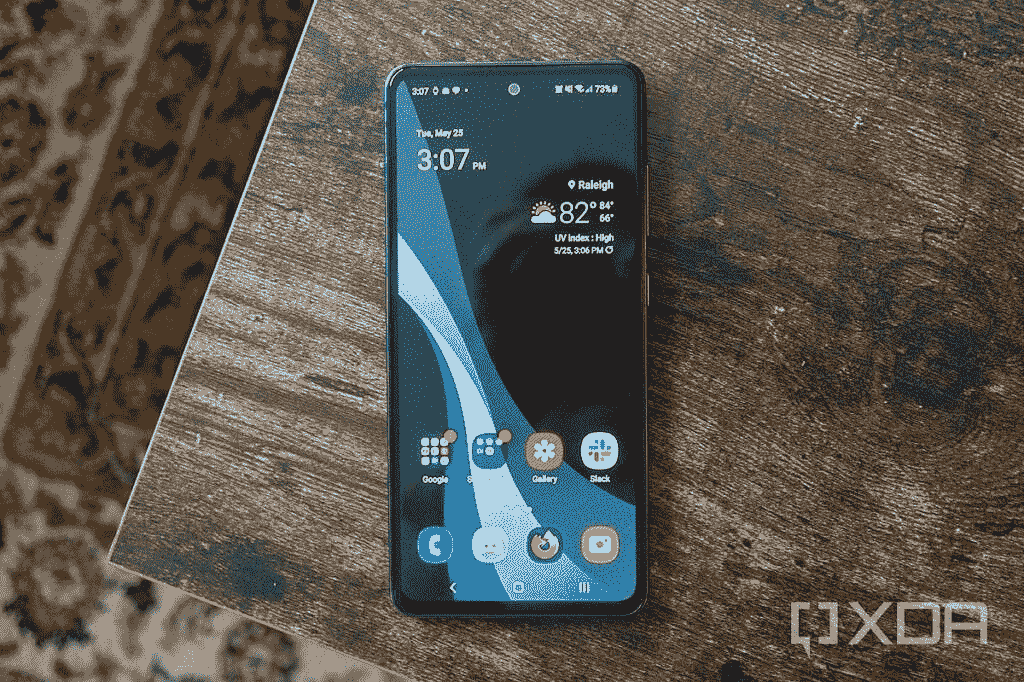 3:07
73%
Tue, May 25
3:07 PM
Raleigh
82° 84°
66°
UV index : High
5/25, 3:06 PM
Google
S
Gallery
Slack
XDA